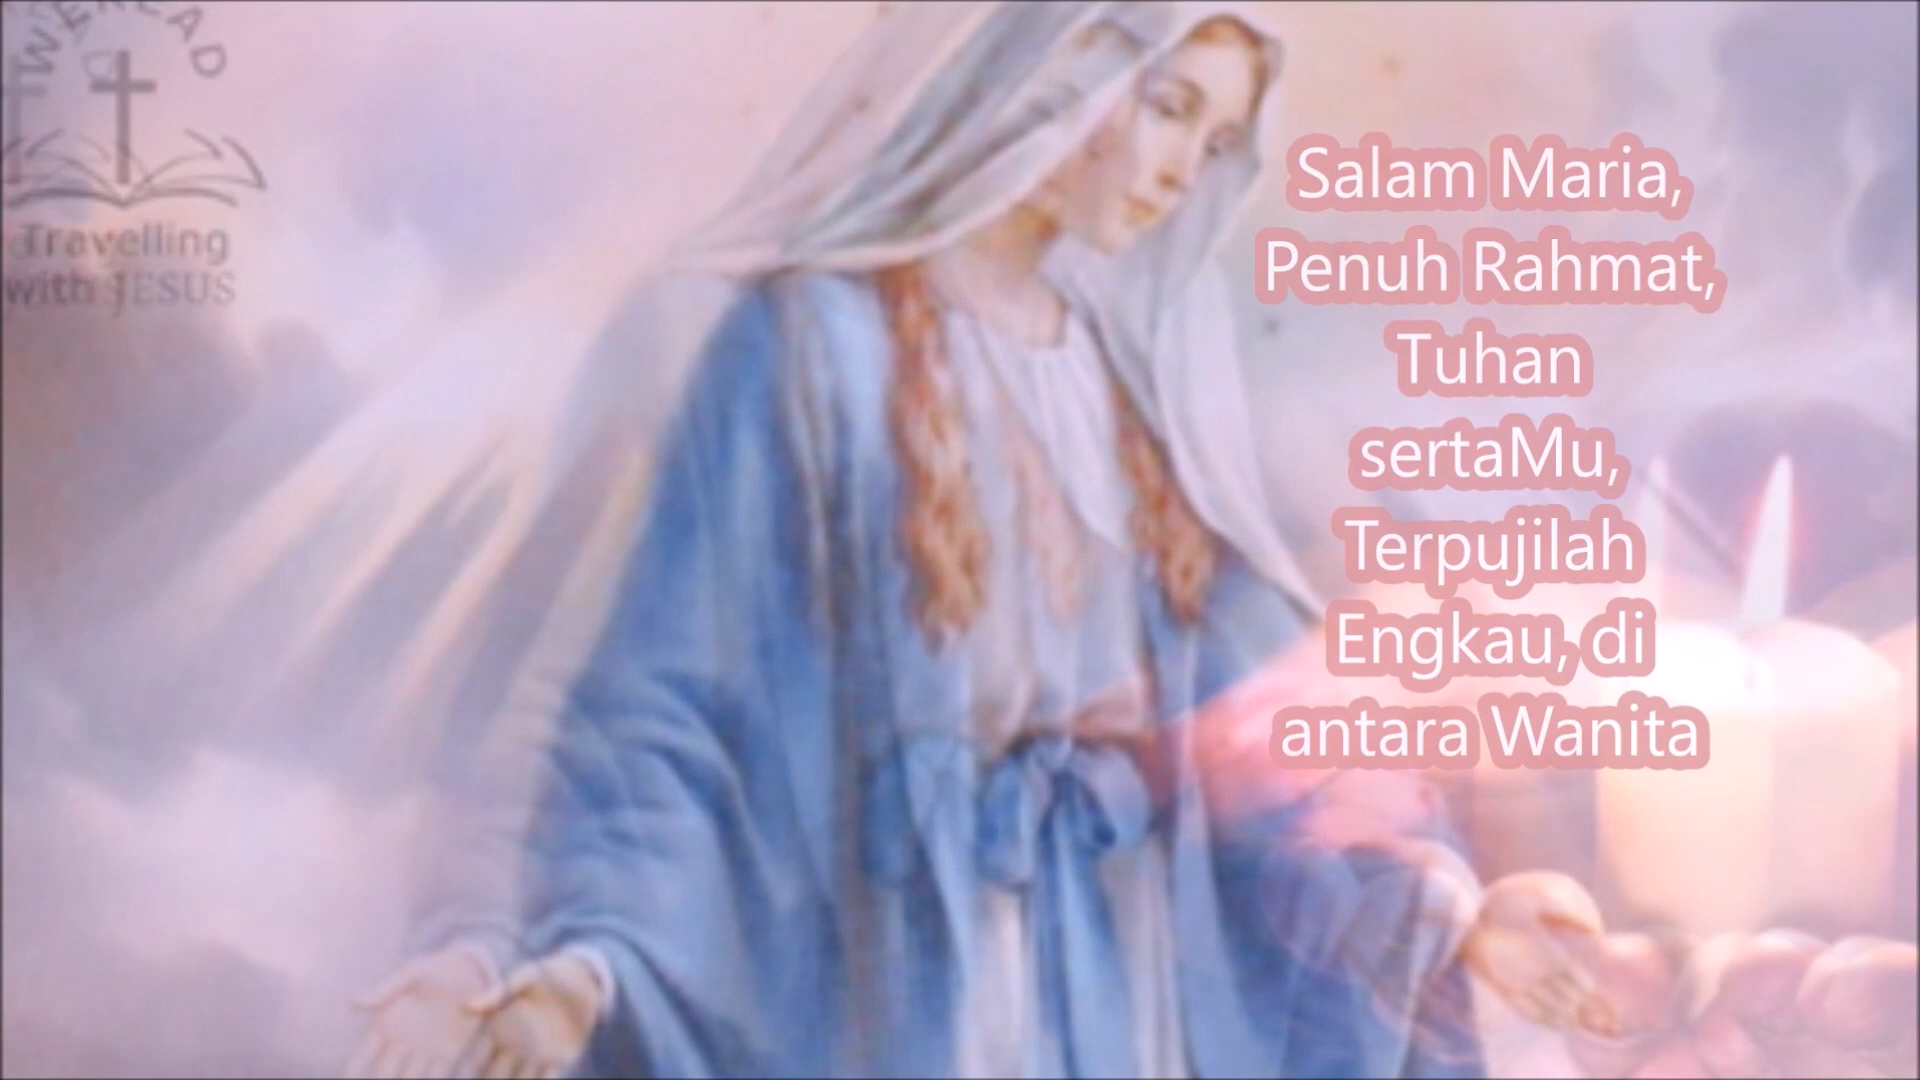 Travelling
with JESUS
Salam Maria,
Penuh Rahmat,
Tuhan
sertaMu,
Terpujilah
Engkau, di
antara Wanita